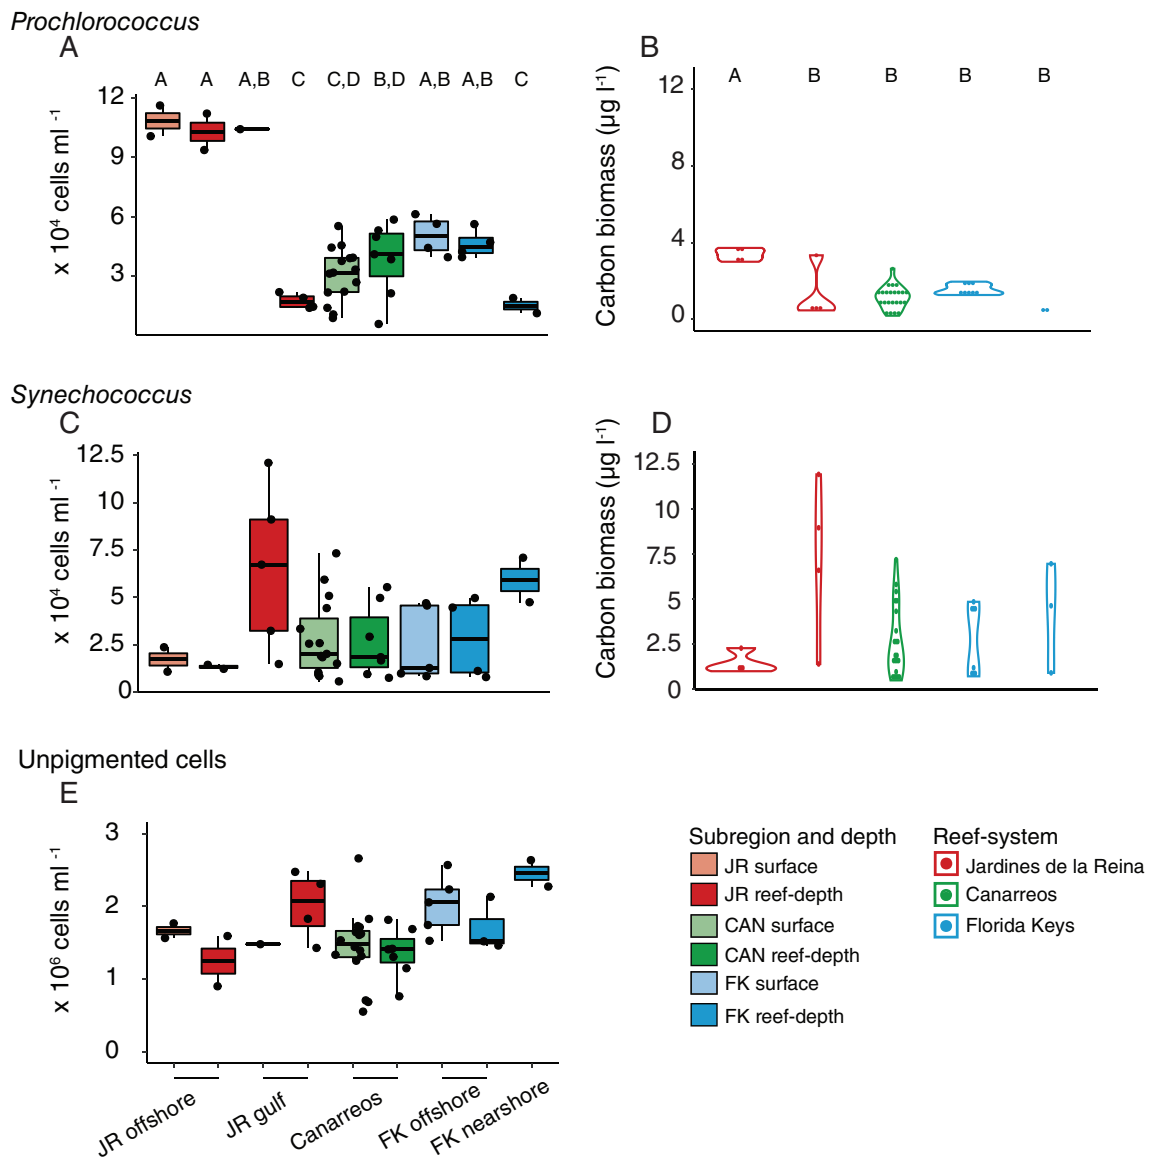 Prochlorococcus
A
A A A,B C C,D B,D A,B A,B C
x 10⁴ cells ml ⁻¹
12
9
6
3
B
A B B B B
Carbon biomass (µg l⁻¹)
12
8
4
0
Synechococcus
C
x 10⁴ cells ml ⁻¹
12.5
10
7.5
5
2.5
0
D
Carbon biomass (µg l⁻¹)
12.5
10
7.5
5
2.5
0
Unpigmented cells
E
x 10⁶ cells ml ⁻¹
3
2
1
0
JR offshore
JR gulf
Canarreos
FK offshore
FK nearshore
Subregion and depth
JR surface
JR reef-depth
CAN surface
CAN reef-depth
FK surface
FK reef-depth
Reef-system
Jardines de la Reina
Canarreos
Florida Keys